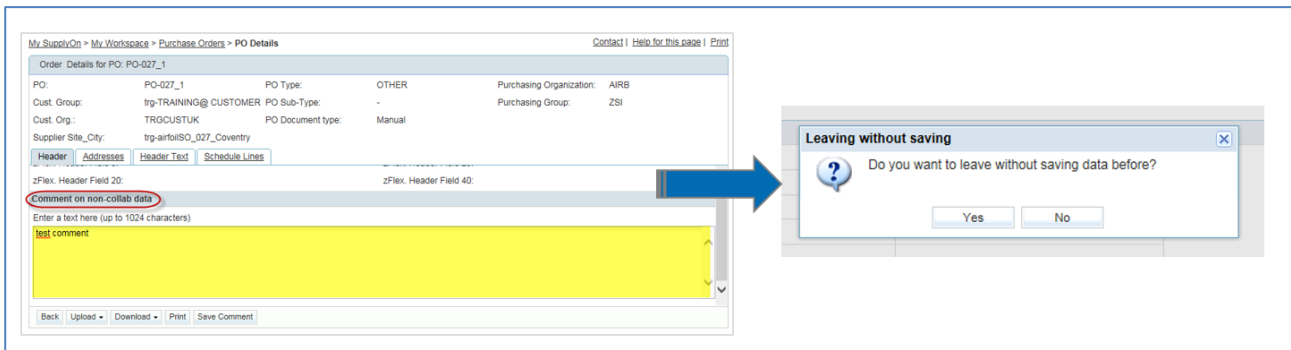 My SupplyOn > My Workspace > Purchase Orders > PO Details Contact | Help for this page | Print
Order Details for PO: PO-027_1
PO: PO-027_1 PO Type: OTHER Purchasing Organization: AIRB
Cust. Group: trg-TRAINING@ CUSTOMER PO Sub-Type: - Purchasing Group: ZSI
Cust. Org.: TRGCUSTUK PO Document type: Manual
Supplier Site_City: trg-airfoilSO_027_Coventry
Header Addresses Header Text Schedule Lines
zFlex. Header Field 20: zFlex. Header Field 40:
Comment on non-collab data
Enter a text here (up to 1024 characters)
test comment
Back Upload Download Print Save Comment
Leaving without saving
Do you want to leave without saving data before?
Yes No